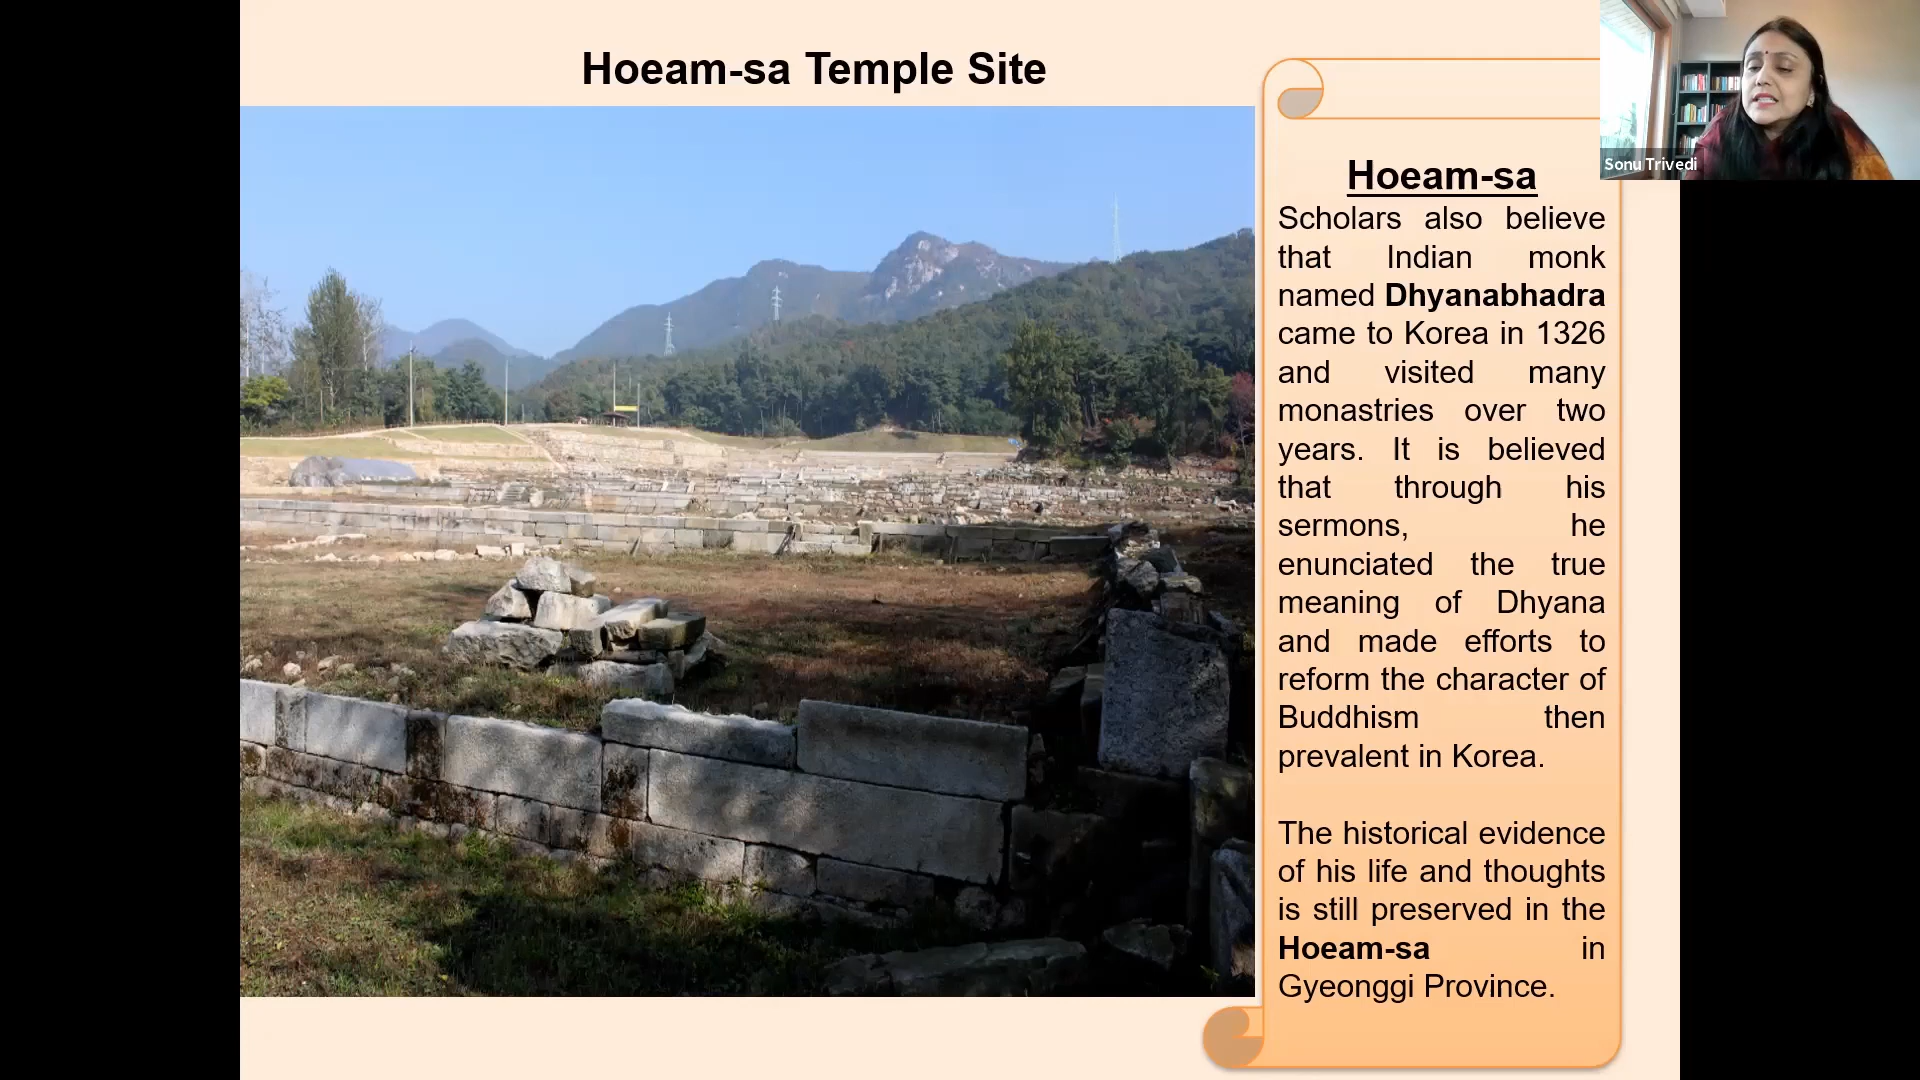 Hoeam-sa Temple Site
Sonu Trivedi
Hoeam-sa
Scholars also believe
that Indian monk
named Dhyanabhadra
came to Korea in 1326
and visited many
monastries over two
years. It is believed
that through his
sermons, he
enunciated the true
meaning of Dhyana
and made efforts to
reform the character of
Buddhism then
prevalent in Korea.
The historical evidence
of his life and thoughts
is still preserved in the
Hoeam-sa in
Gyeonggi Province.